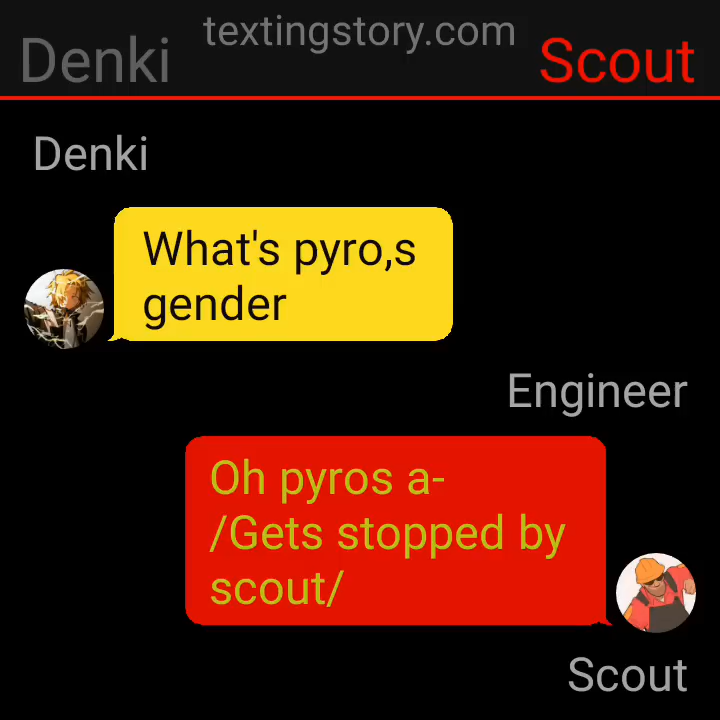 textingstory.com
Denki
Scout
Denki
What's pyro,s
gender
Engineer
Oh pyros a-
/Gets stopped by
scout/
Scout